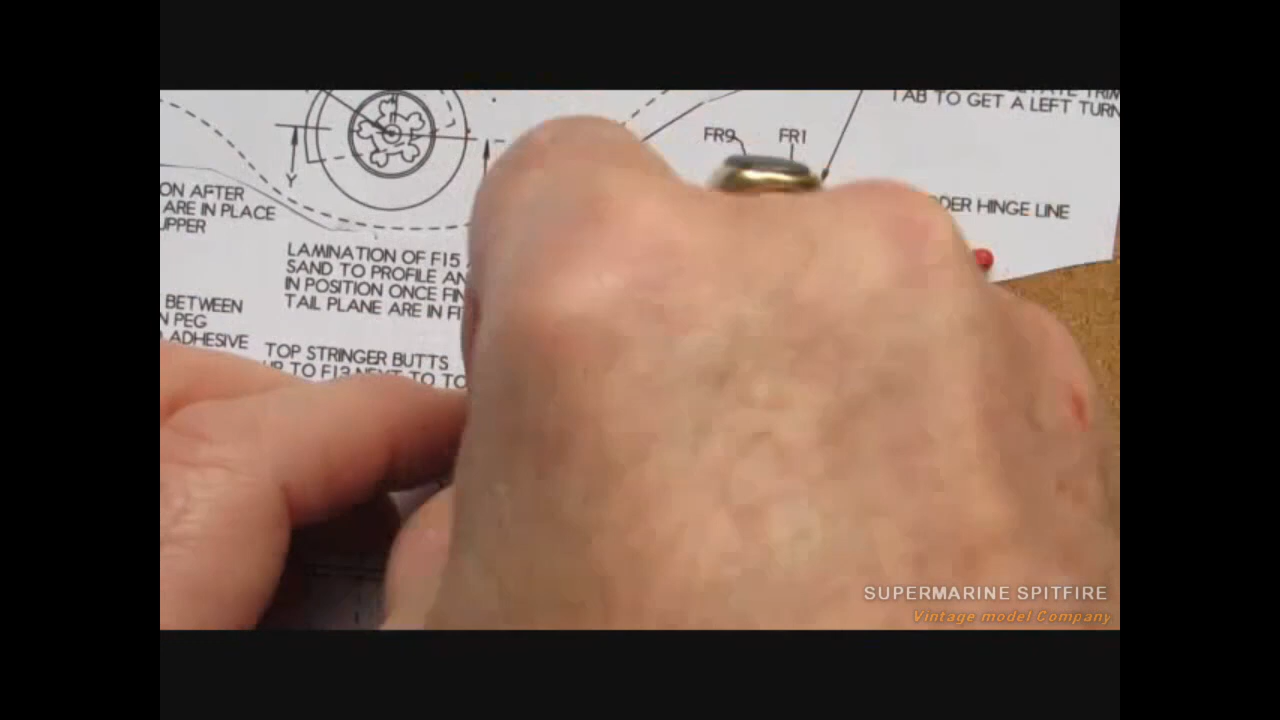 TAB TO GET A LEFT TURN
FR9
FR1
Y
ON AFTER
ARE IN PLACE
UPPER
DER HINGE LINE
LAMINATION OF F15
SAND TO PROFILE AN
IN POSITION ONCE FIN
TAIL PLANE ARE IN FI
BETWEEN
N PEG
ADHESIVE
TOP STRINGER BUTTS
UP TO F13 NEXT TO TO
SUPERMARINE SPITFIRE
Vintage model Company